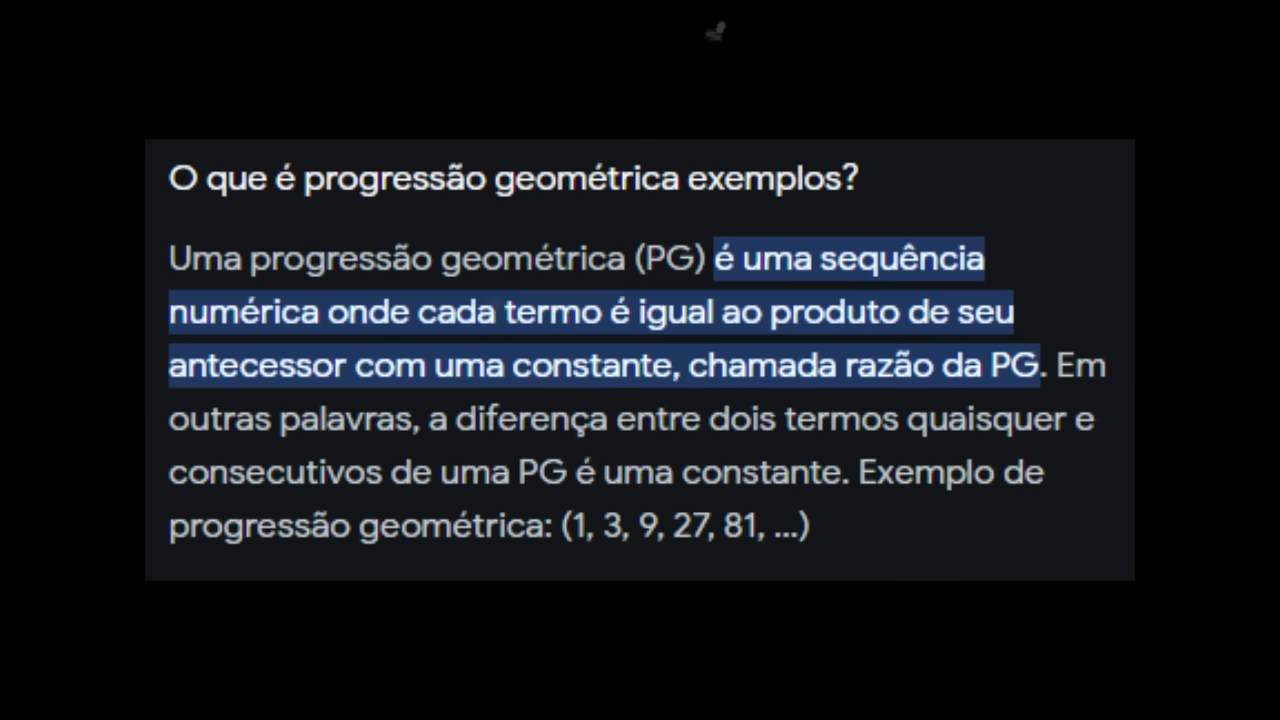 O que é progressão geométrica exemplos?
Uma progressão geométrica (PG) é uma sequência
numérica onde cada termo é igual ao produto de seu
antecessor com uma constante, chamada razão da PG. Em
outras palavras, a diferença entre dois termos quaisquer e
consecutivos de uma PG é uma constante. Exemplo de
progressão geométrica: (1, 3, 9, 27, 81, ...)